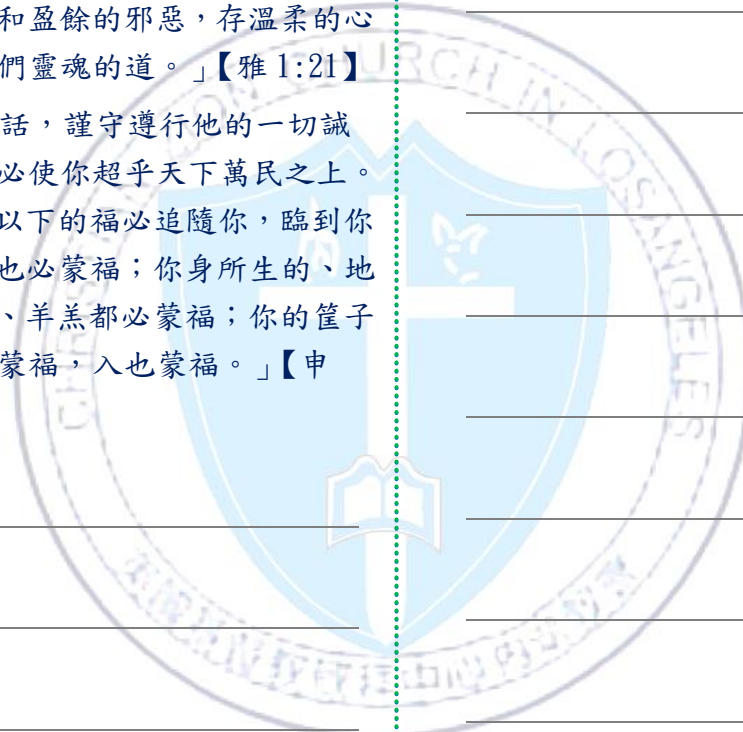 和盈餘的邪惡，存溫柔的心
們靈魂的道。」【雅 1:21】
話，謹守遵行他的一切誡
必使你超乎天下萬民之上。
以下的福必追隨你，臨到你
也必蒙福；你身所生的、地
、羊羔都必蒙福；你的筐子
蒙福，入也蒙福。」【申
CHURCH IN LOS ANGELES